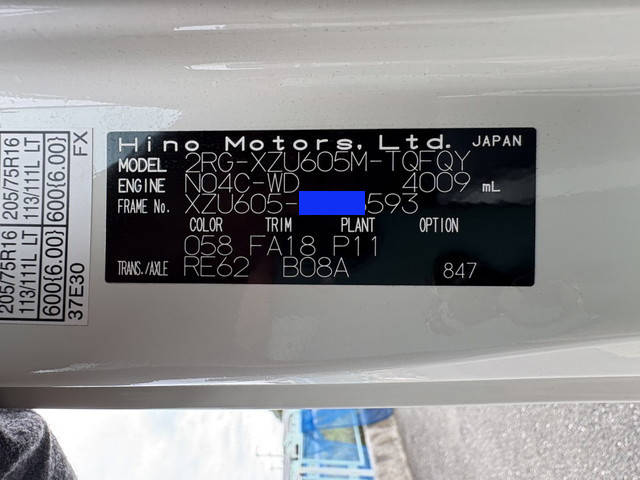 Hino Motors, Ltd. JAPAN
MODEL 2RG-XZU605M-TQFQY
ENGINE N04C-WD 4009 mL
FRAME No. XZU605- 593
COLOR TRIM PLANT OPTION
058 FA18 P11
TRANS./AXLE RE62 B08A 847
205/75R16 205/75R16 FX
113/111L LT 113/111L LT
600{6.00} 600{6.00}
37E30